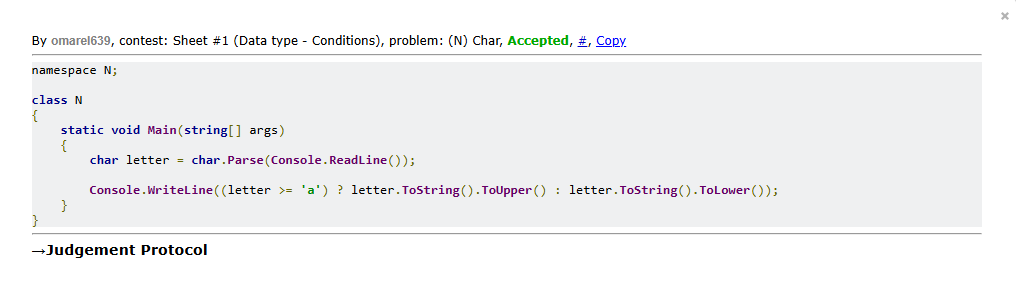 ×
By omarel639, contest: Sheet #1 (Data type - Conditions), problem: (N) Char, Accepted, #, Copy
namespace N;
class N
{
static void Main(string[] args)
{
char letter = char.Parse(Console.ReadLine());
Console.WriteLine((letter >= 'a') ? letter.ToString().ToUpper() : letter.ToString().ToLower());
}
}
→Judgement Protocol